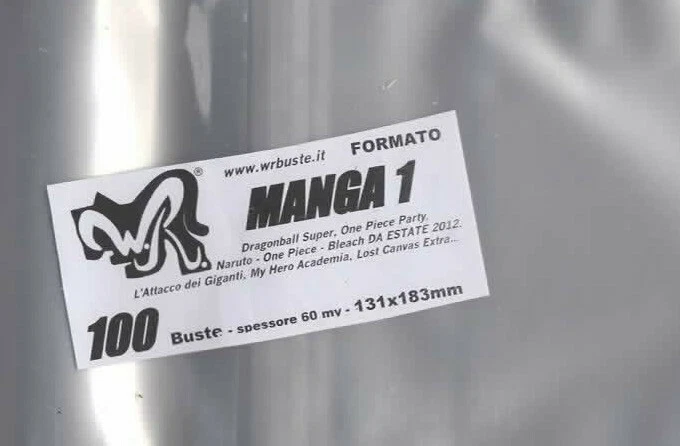 W.R. ®
www.wrbuste.it FORMATO
MANGA 1
Dragonball Super, One Piece Party,
Naruto - One Piece - Bleach DA ESTATE 2012,
L'Attacco dei Giganti, My Hero Academia, Lost Canvas Extra...
100 Buste - spessore 60 mv - 131x183mm